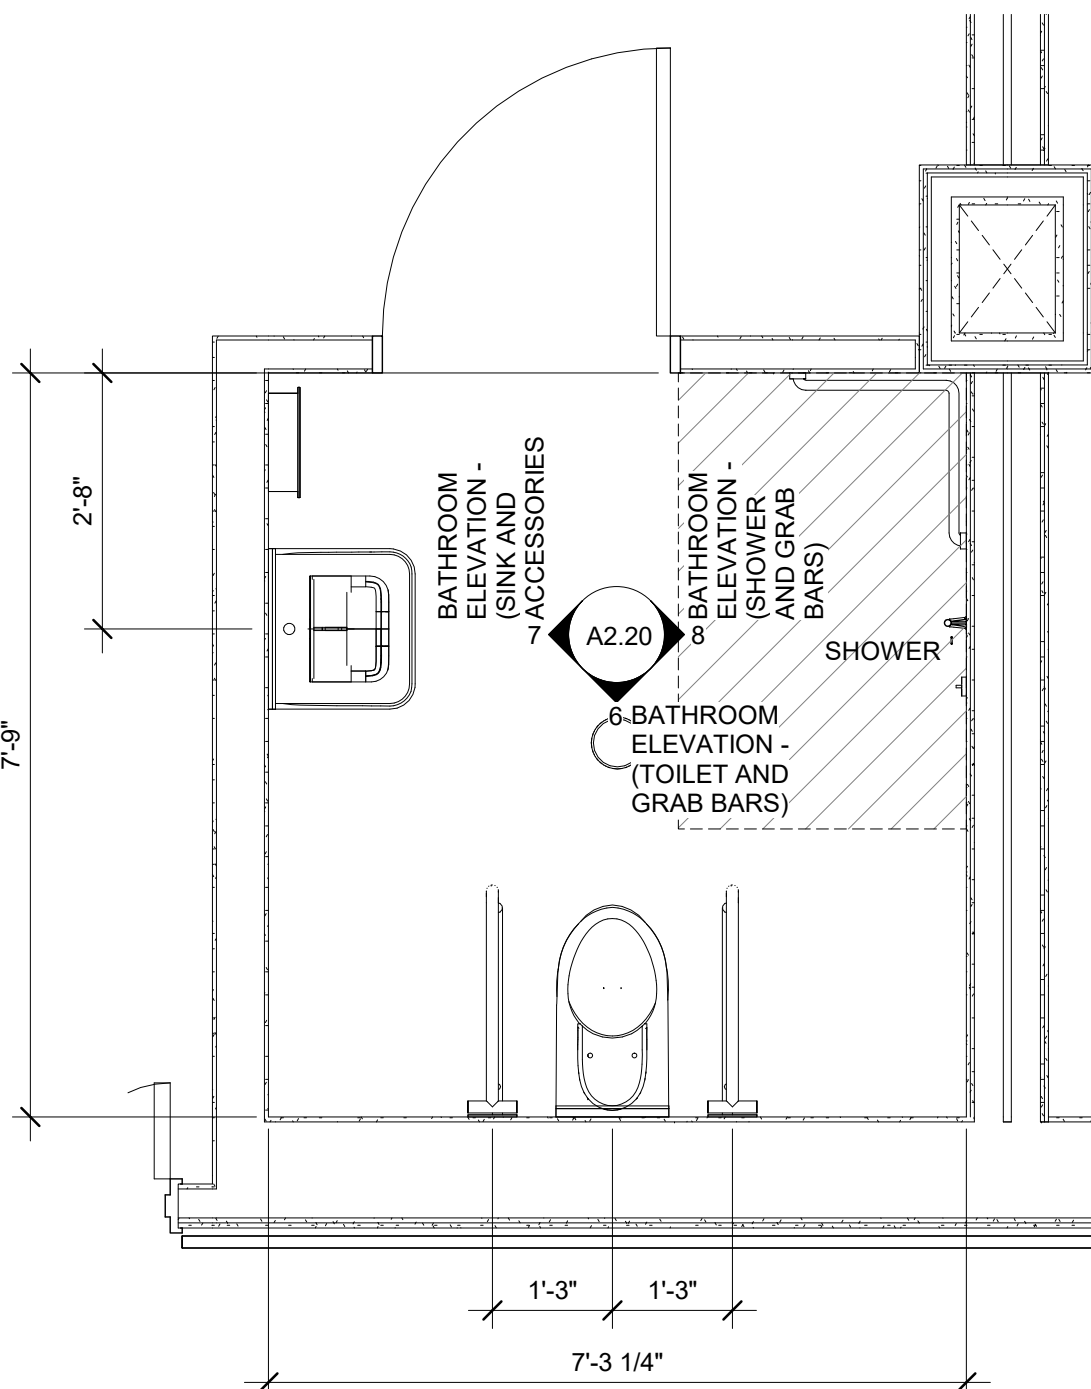 BATHROOM
ELEVATION -
(SINK AND
ACCESSORIES
7
A2.20
8
BATHROOM
ELEVATION -
(SHOWER
AND GRAB
BARS)
SHOWER
6
BATHROOM
ELEVATION -
(TOILET AND
GRAB BARS)
2'-8"
7'-9"
1'-3"
1'-3"
7'-3 1/4"